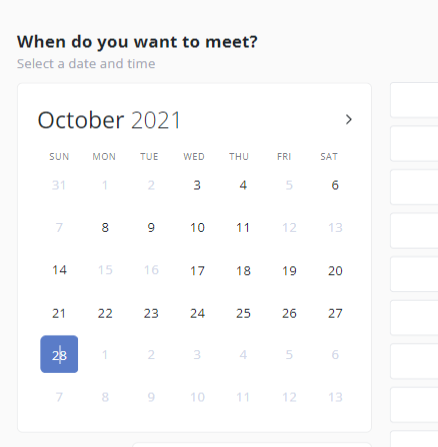 When do you want to meet?
Select a date and time
October 2021
SUN MON TUE WED THU FRI SAT
31 1 2 3 4 5 6
7 8 9 10 11 12 13
14 15 16 17 18 19 20
21 22 23 24 25 26 27
28 1 2 3 4 5 6
7 8 9 10 11 12 13